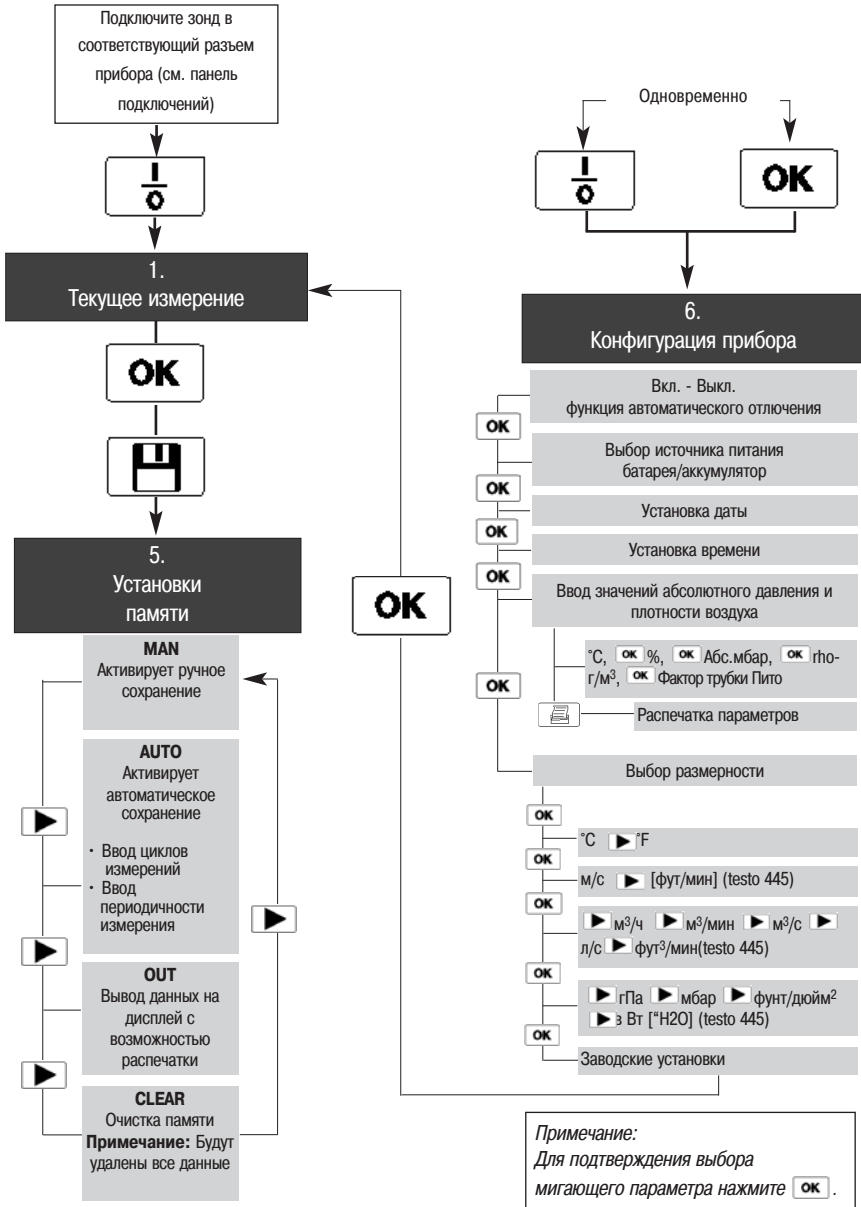 Подключите зонд в
соответствующий разъем
прибора (см. панель
подключений)
I
0
1.
Текущее измерение
OK
5.
Установки
памяти
MAN
Активирует ручное
сохранение
AUTO
Активирует
автоматическое
сохранение
· Ввод циклов
измерений
· Ввод
периодичности
измерения
OUT
Вывод данных на
дисплей с
возможностью
распечатки
CLEAR
Очистка памяти
Примечание: Будут
удалены все данные
OK
Одновременно
I
0
OK
6.
Конфигурация прибора
Вкл. - Выкл.
функция автоматического отлючения
OK
Выбор источника питания
батарея/аккумулятор
OK
Установка даты
OK
Установка времени
OK
Ввод значений абсолютного давления и
плотности воздуха
°C, OK %, OK Абс.мбар, OK rho-
г/м³, OK Фактор трубки Пито
Распечатка параметров
OK
Выбор размерности
OK
°C °F
OK
м/с [фут/мин] (testo 445)
OK
м³/ч м³/мин м³/с
л/с фут³/мин(testo 445)
OK
гПа мбар фунт/дюйм²
в Вт ["H2O] (testo 445)
OK
Заводские установки
Примечание:
Для подтверждения выбора
мигающего параметра нажмите OK .